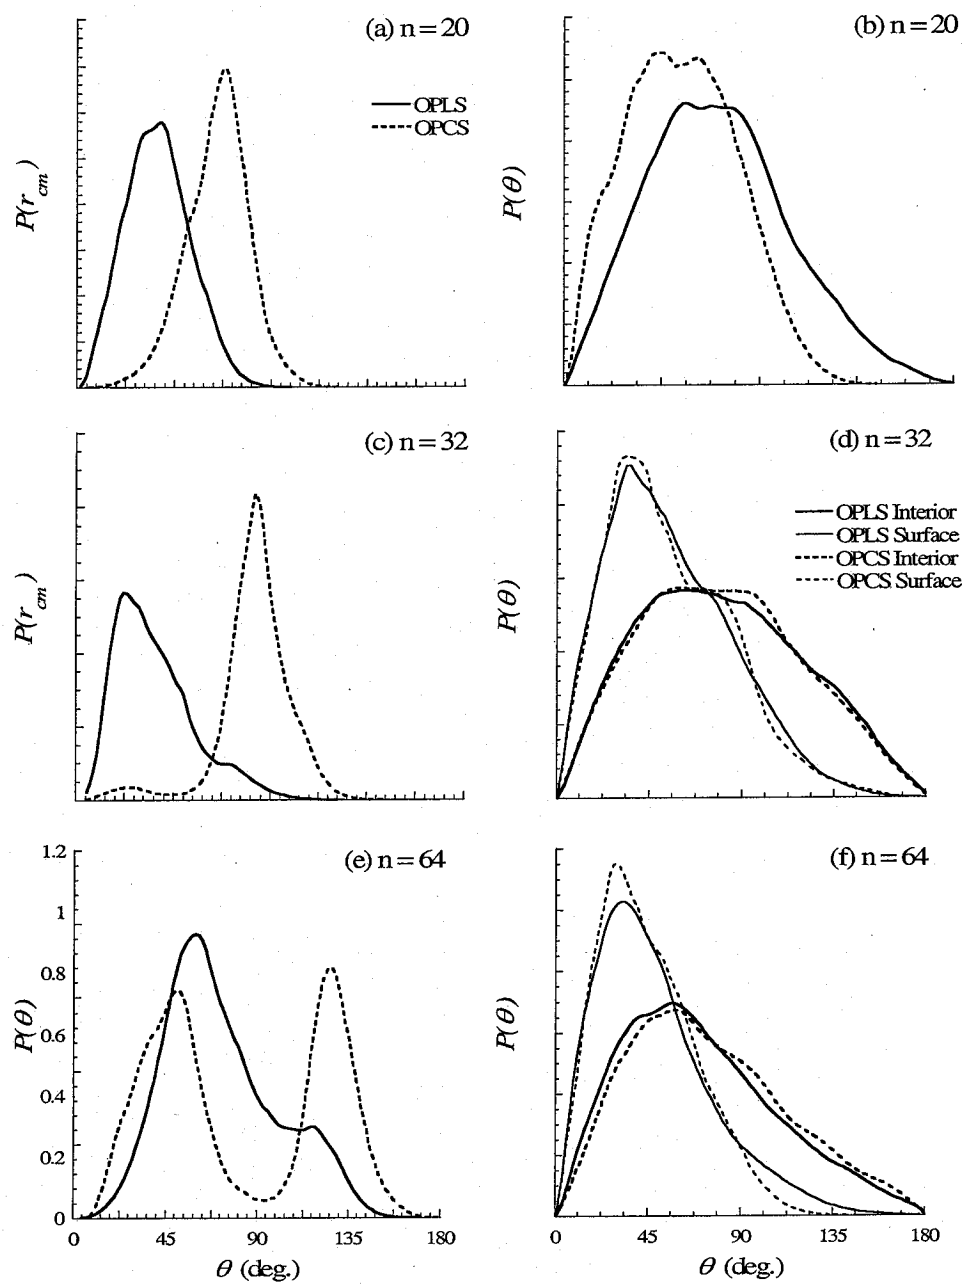 (a) n = 20
P(r_cm)
OPLS
OPCS
(b) n = 20
P(θ)
(c) n = 32
P(r_cm)
(d) n = 32
P(θ)
OPLS Interior
OPLS Surface
OPCS Interior
OPCS Surface
(e) n = 64
P(θ)
1.2
1
0.8
0.6
0.4
0.2
0
0 45 90 135 180
θ (deg.)
(f) n = 64
P(θ)
0 45 90 135 180
θ (deg.)